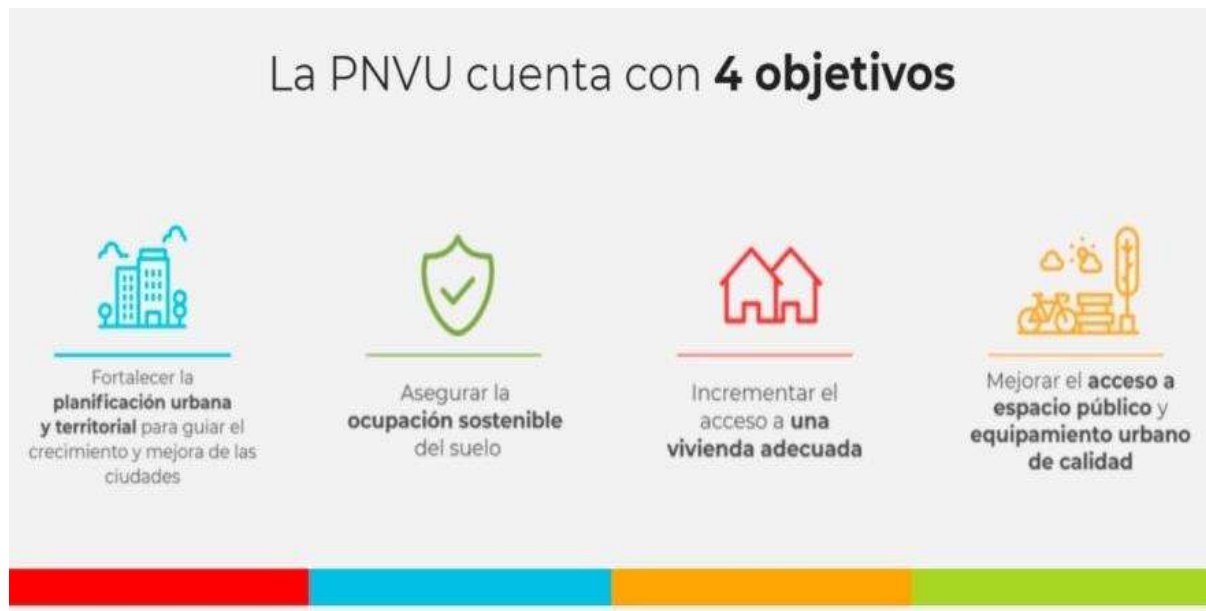 La PNVU cuenta con 4 objetivos
Fortalecer la
planificación urbana
y territorial para guiar el
crecimiento y mejora de las
ciudades
Asegurar la
ocupación sostenible
del suelo
Incrementar el
acceso a una
vivienda adecuada
Mejorar el acceso a
espacio público y
equipamiento urbano
de calidad